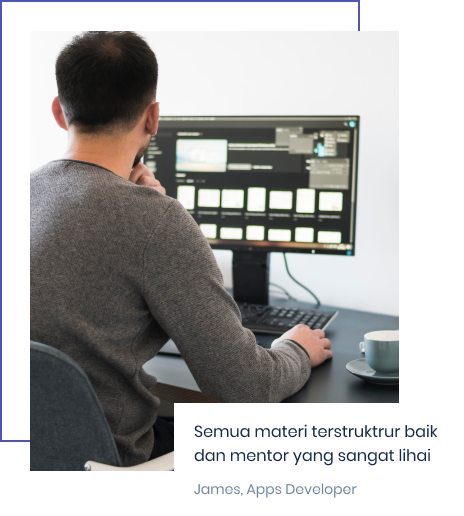 Semua materi terstruktrur baik
dan mentor yang sangat lihai
James, Apps Developer